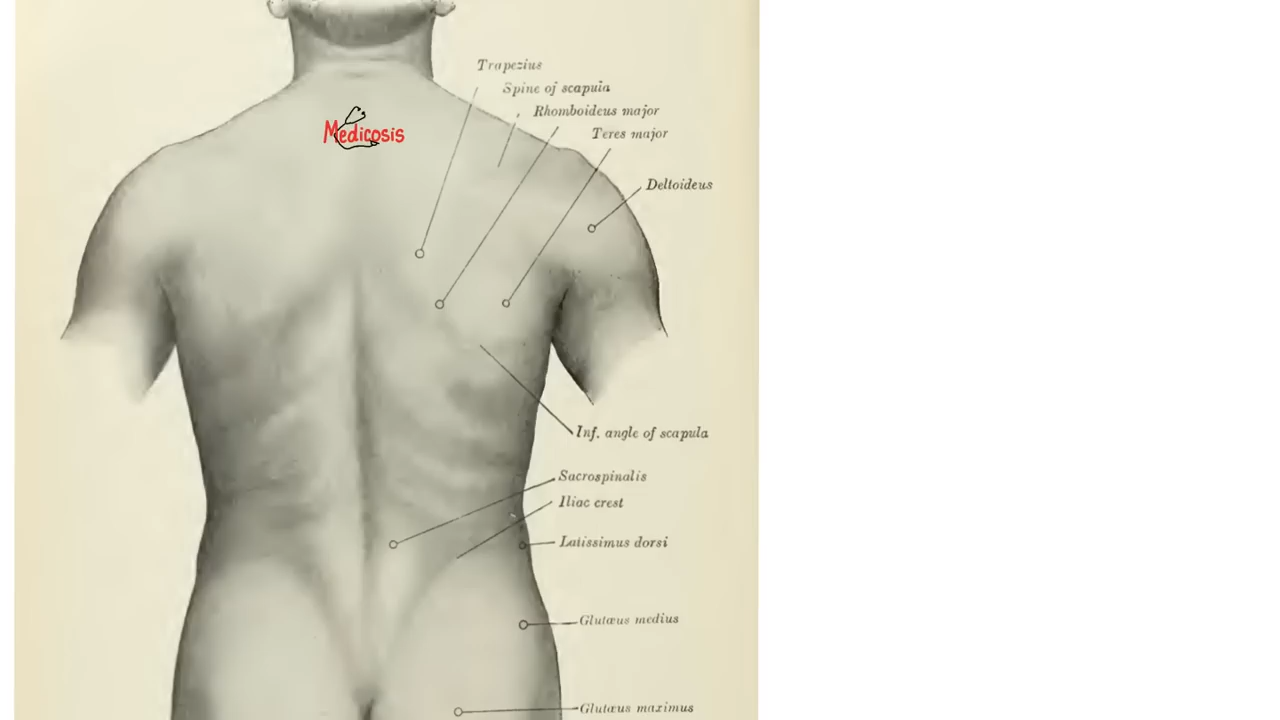 Trapezius
Spine of scapula
Rhomboideus major
Medicosis
Teres major
Deltoideus
Inf. angle of scapula
Sacrospinalis
Iliac crest
Latissimus dorsi
Glutæus medius
Glutæus maximus